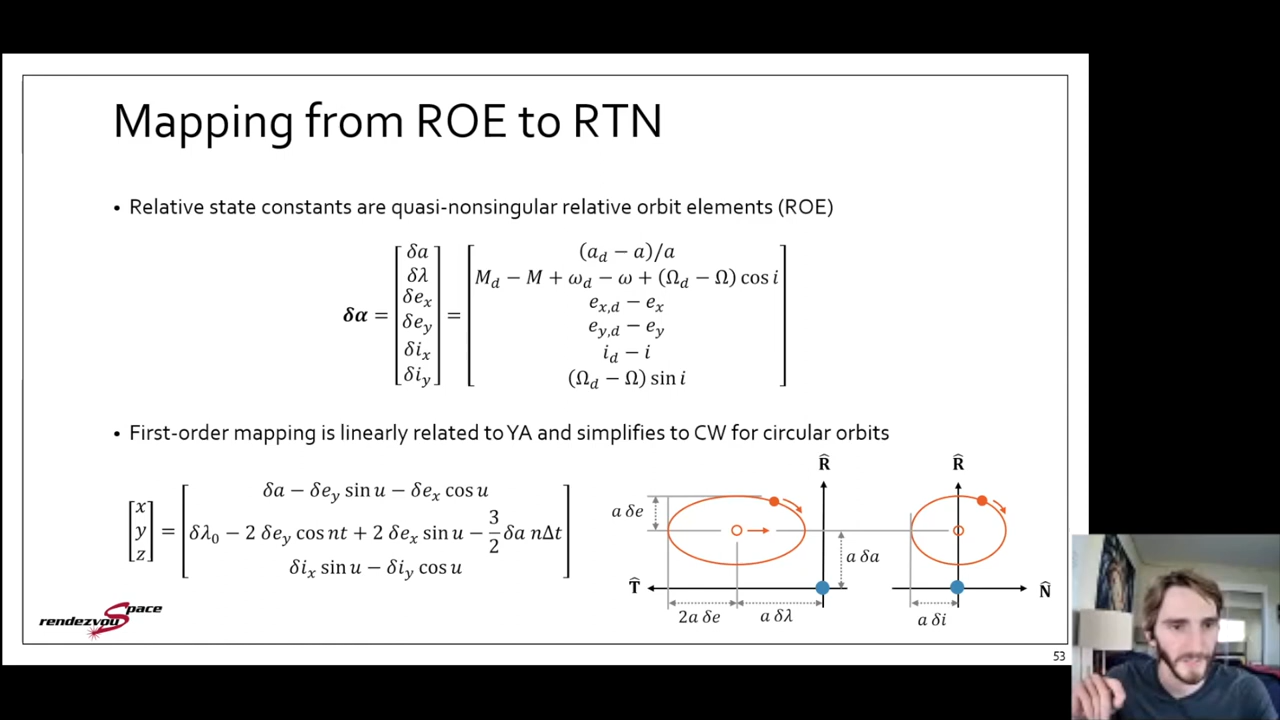 Mapping from ROE to RTN
• Relative state constants are quasi-nonsingular relative orbit elements (ROE)
δα = [δa δλ δe_x δe_y δi_x δi_y] =
(a_d − a)/a
M_d − M + ω_d − ω + (Ω_d − Ω) cos i
e_{x,d} − e_x
e_{y,d} − e_y
i_d − i
(Ω_d − Ω) sin i
• First-order mapping is linearly related to YA and simplifies to CW for circular orbits
[x y z] =
δa − δe_y sin u − δe_x cos u
δλ_0 − 2 δe_y cos nt + 2 δe_x sin u − 3/2 δa nΔt
δi_x sin u − δi_y cos u
R̂
R̂
a δe
a δa
T̂
N̂
2a δe
a δλ
a δi
rendezvouSpace
53